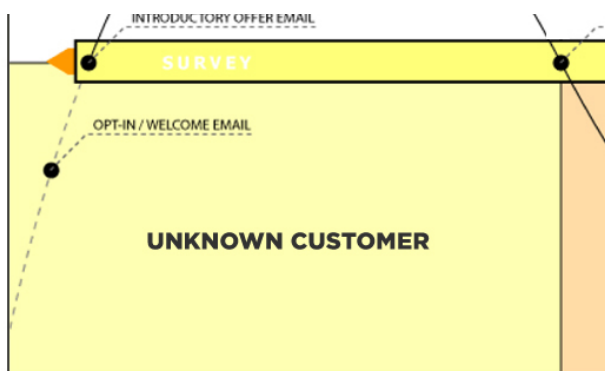 INTRODUCTORY OFFER EMAIL
SURVEY
OPT-IN / WELCOME EMAIL
UNKNOWN CUSTOMER